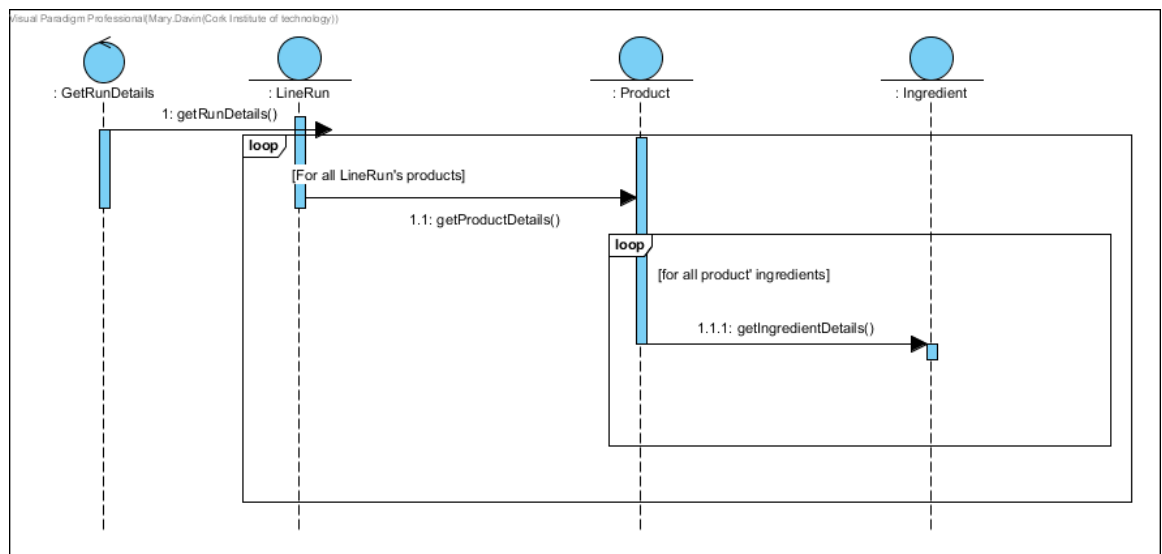 Visual Paradigm Professional(Mary.Davin(Cork Institute of technology))
: GetRunDetails
: LineRun
: Product
: Ingredient
1: getRunDetails()
loop
[For all LineRun's products]
1.1: getProductDetails()
loop
[for all product' ingredients]
1.1.1: getIngredientDetails()